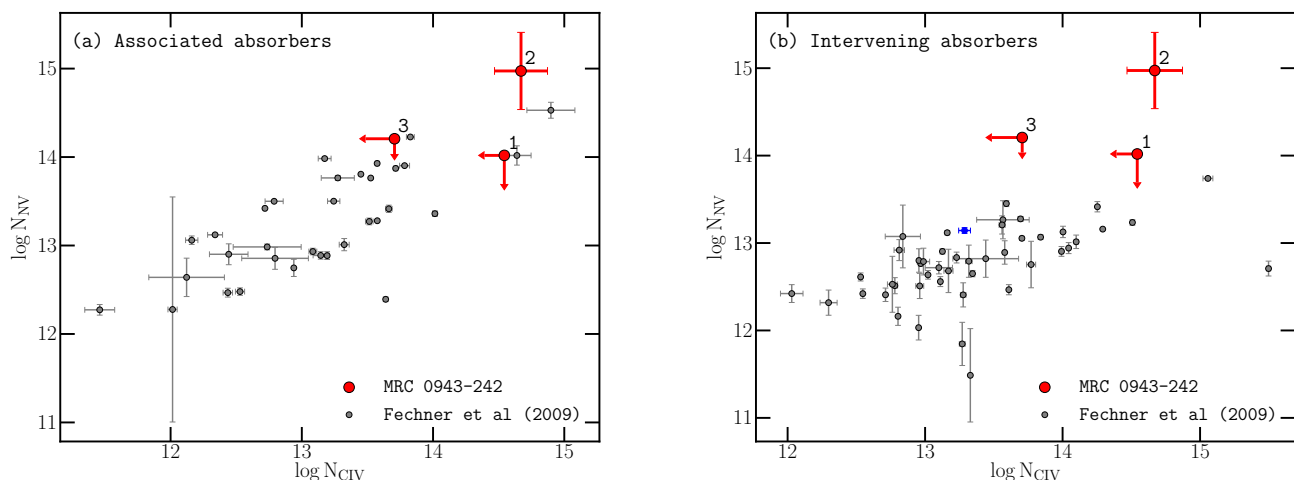 (a) Associated absorbers
2
3
1
15
14
13
12
11
log N_NV
MRC 0943-242
Fechner et al (2009)
12 13 14 15
log N_CIV
(b) Intervening absorbers
2
3
1
15
14
13
12
11
log N_NV
MRC 0943-242
Fechner et al (2009)
12 13 14 15
log N_CIV